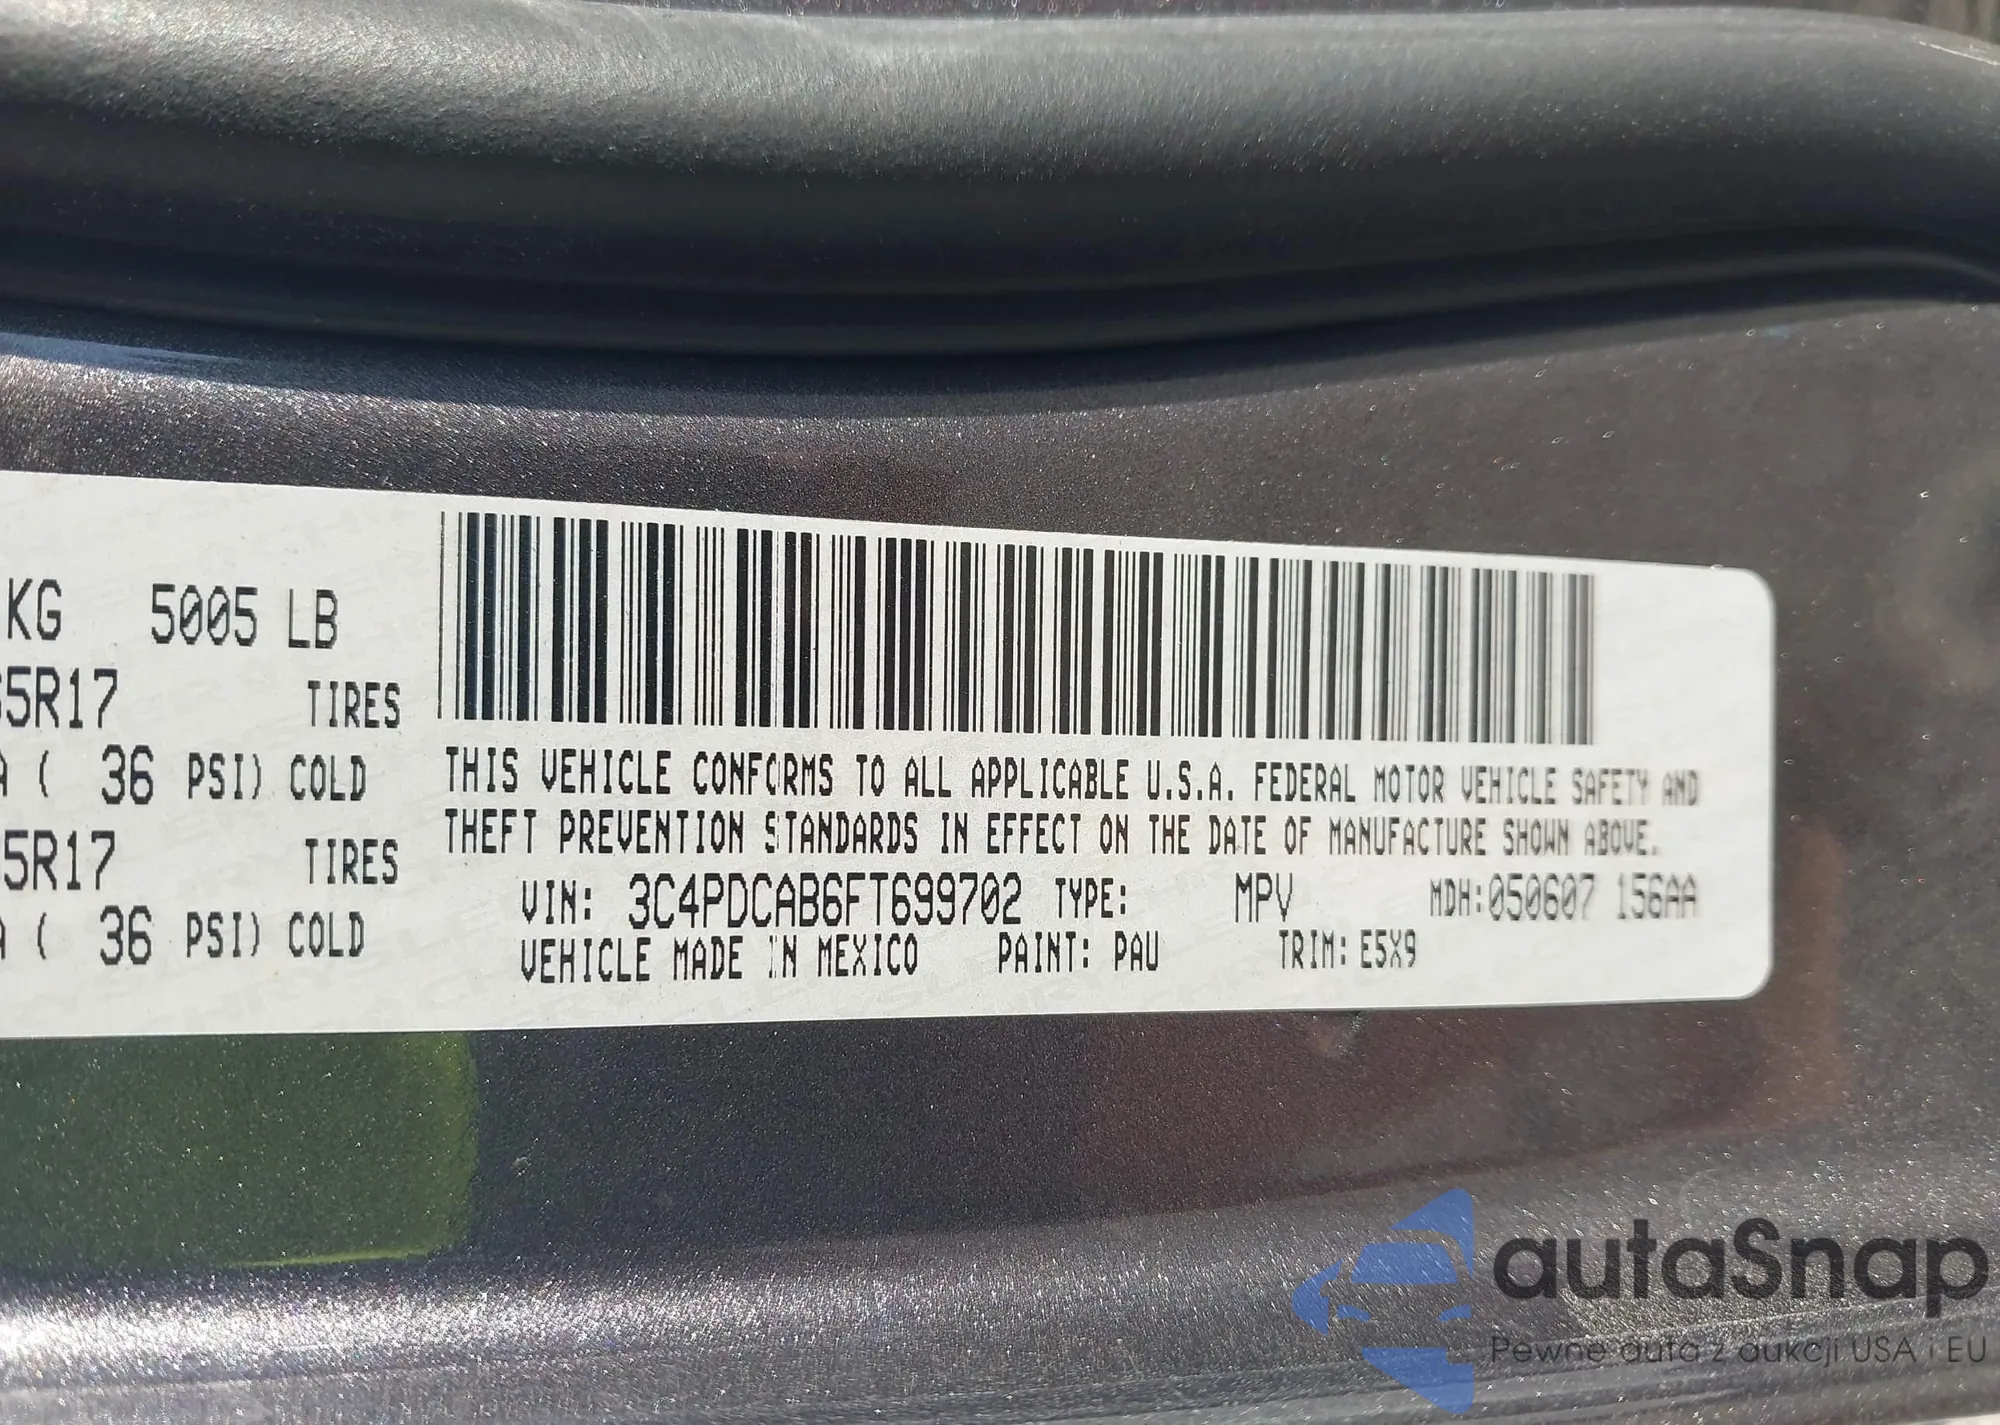 KG 5005 LB
5R17 TIRES
( 36 PSI) COLD
5R17 TIRES
( 36 PSI) COLD
THIS VEHICLE CONFORMS TO ALL APPLICABLE U.S.A. FEDERAL MOTOR VEHICLE SAFETY AND
THEFT PREVENTION STANDARDS IN EFFECT ON THE DATE OF MANUFACTURE SHOWN ABOVE.
VIN: 3C4PDCAB6FT699702 TYPE: MPV MDH:050607 156AA
VEHICLE MADE IN MEXICO PAINT: PAU TRIM: E5X9
autaSnap
Pewne auta z aukcji USA i EU